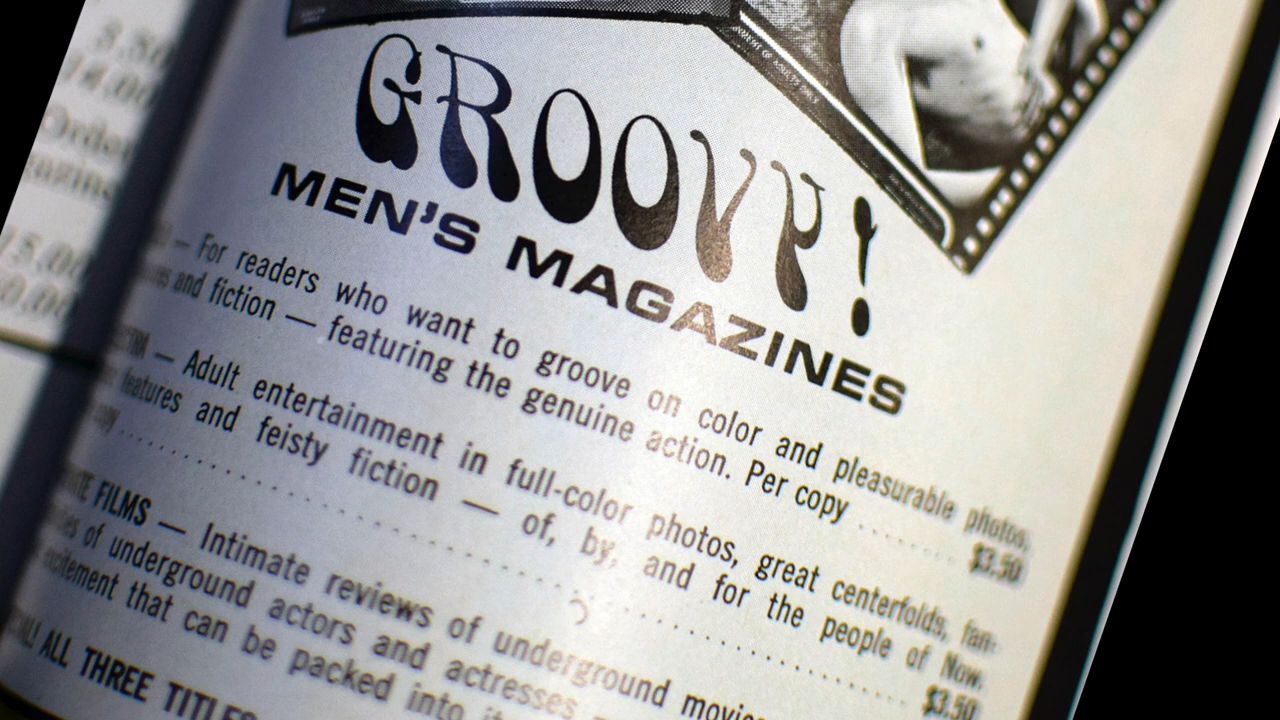 3.50
GROOVY!
MEN'S MAGAZINES
— For readers who want to groove on color and pleasurable photos,
and fiction — featuring the genuine action. Per copy .......... $3.50
— Adult entertainment in full-color photos, great centerfolds, fan-
features and feisty fiction — of, by, and for the people of Now.
$3.50
FILMS — Intimate reviews of underground
of underground actors and actresses
that can be packed into
ALL THREE TITLES